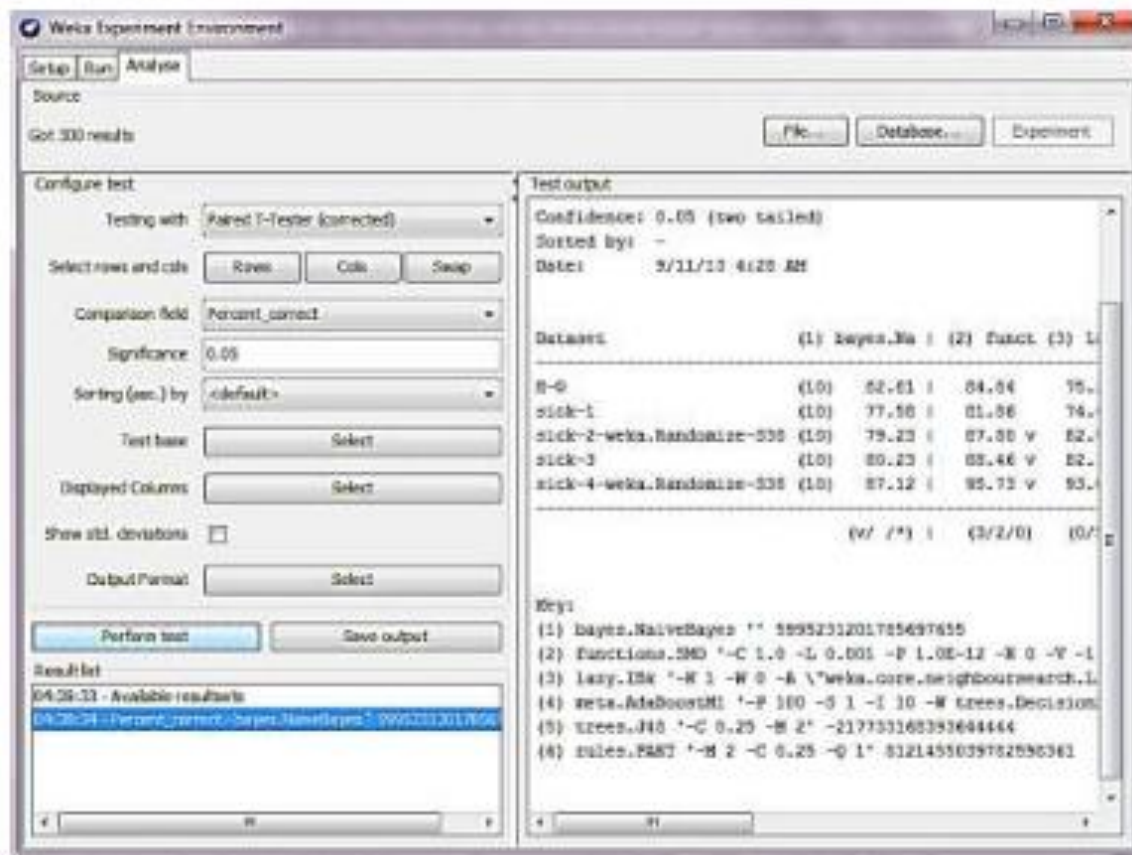 Weka Experiment Environment
Setup Run Analyse
Source
Got 300 results
File... Database... Experiment
Configure test
Testing with Paired T-Tester (corrected)
Select rows and cols Rows Cols Swap
Comparison field Percent_correct
Significance 0.05
Sorting (asc.) by <default>
Test base Select
Displayed Columns Select
Show std. deviations
Output Format Select
Perform test Save output
Result list
- Available resultsets
- Percent_correct - bayes.NaiveBayes
Test output
Confidence: 0.05 (two tailed)
Sorted by: -
Date: 9/11/13 4:28 AM
Dataset (1) bayes.Na | (2) funct (3) la
(10) 82.81 | 84.84
sick-1 (10) 77.58 | 81.86
sick-2-weka.Randomize-S38 (10) 79.23 | 87.88 v 82.
sick-3 (10) 80.23 | 88.46 v 82.
sick-4-weka.Randomize-S38 (10) 87.12 | 95.73 v 93.
(v/ /*) | (3/2/0) (0/
Key:
(1) bayes.NaiveBayes '' 5995231201785697655
(2) functions.SMO '-C 1.0 -L 0.001 -P 1.0E-12 -N 0 -V -1
(3) lazy.IBk '-K 1 -W 0 -A \"weka.core.neighboursearch.L
(4) meta.AdaBoostM1 '-P 100 -S 1 -I 10 -W trees.Decision
(5) trees.J48 '-C 0.25 -M 2' -217733168393644444
(6) rules.PART '-M 2 -C 0.25 -Q 1' 8121455039782598361